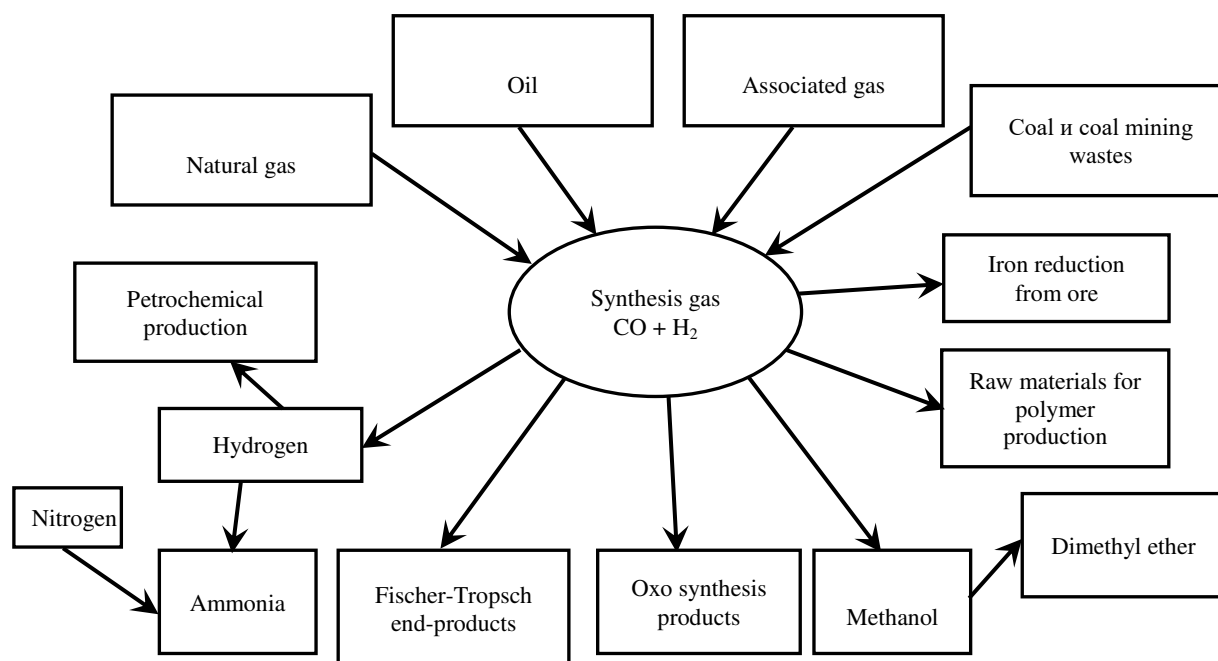 Oil
Associated gas
Natural gas
Coal и coal mining
wastes
Synthesis gas
CO + H₂
Iron reduction
from ore
Petrochemical
production
Raw materials for
polymer
production
Hydrogen
Nitrogen
Ammonia
Fischer-Tropsch
end-products
Oxo synthesis
products
Methanol
Dimethyl ether